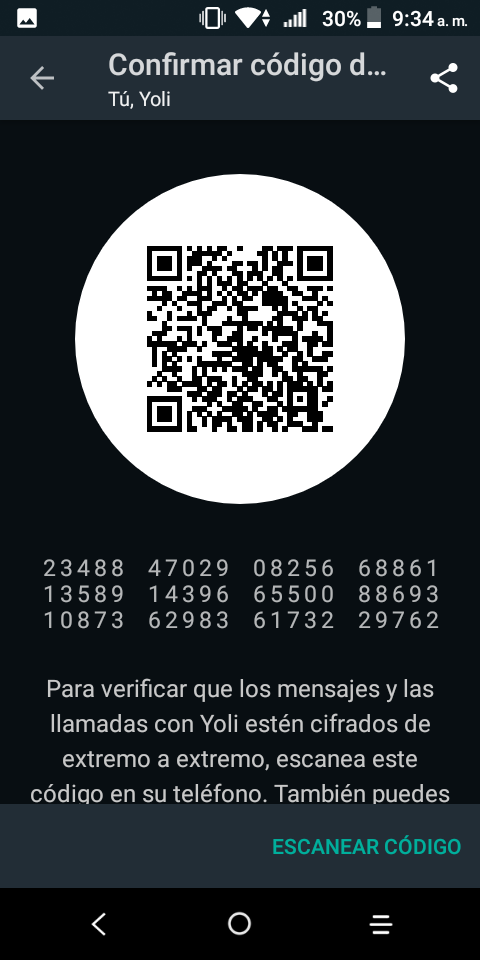 30% 9:34 a. m.
Confirmar código d...
Tú, Yoli
23488 47029 08256 68861
13589 14396 65500 88693
10873 62983 61732 29762
Para verificar que los mensajes y las
llamadas con Yoli estén cifrados de
extremo a extremo, escanea este
código en su teléfono. También puedes
ESCANEAR CÓDIGO